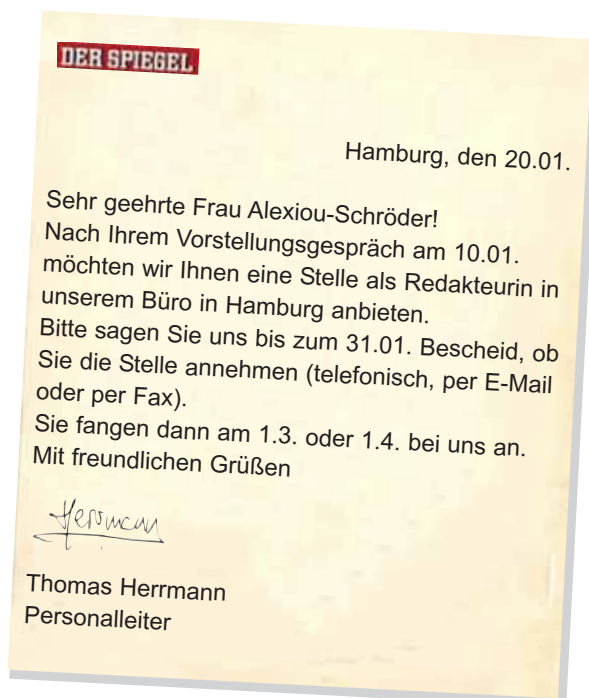 DER SPIEGEL
Hamburg, den 20.01.
Sehr geehrte Frau Alexiou-Schröder!
Nach Ihrem Vorstellungsgespräch am 10.01.
möchten wir Ihnen eine Stelle als Redakteurin in
unserem Büro in Hamburg anbieten.
Bitte sagen Sie uns bis zum 31.01. Bescheid, ob
Sie die Stelle annehmen (telefonisch, per E-Mail
oder per Fax).
Sie fangen dann am 1.3. oder 1.4. bei uns an.
Mit freundlichen Grüßen
Herrmann
Thomas Herrmann
Personalleiter